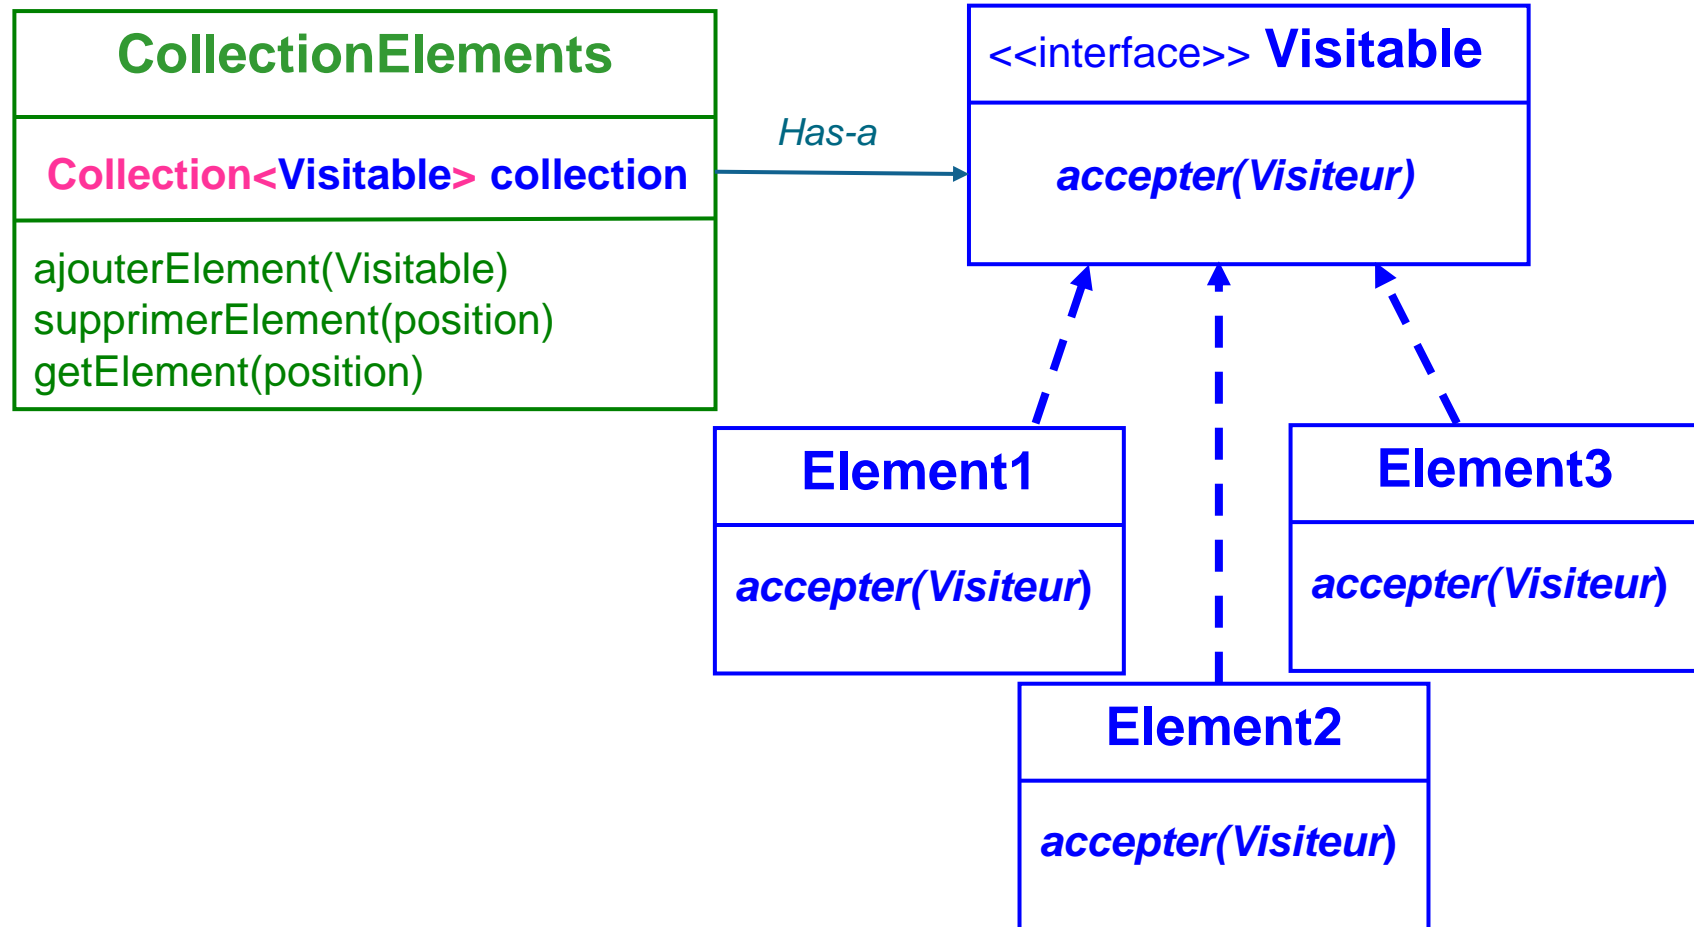 CollectionElements
Collection<Visitable> collection
ajouterElement(Visitable)
supprimerElement(position)
getElement(position)
Has-a
<<interface>> Visitable
accepter(Visiteur)
Element1
accepter(Visiteur)
Element2
accepter(Visiteur)
Element3
accepter(Visiteur)